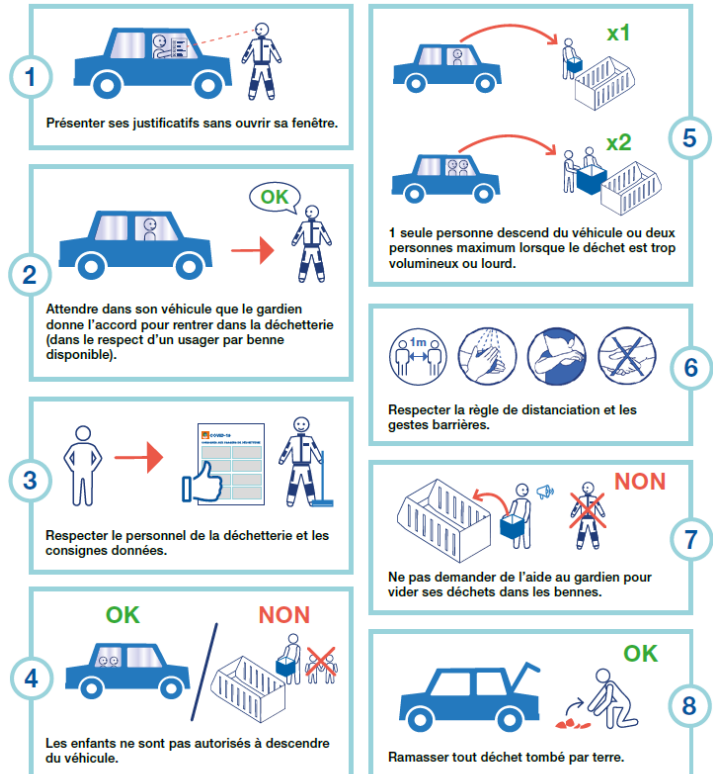 1
Présenter ses justificatifs sans ouvrir sa fenêtre.
OK
2
Attendre dans son véhicule que le gardien
donne l'accord pour rentrer dans la déchetterie
(dans le respect d'un usager par benne
disponible).
COVID-19
3
Respecter le personnel de la déchetterie et les
consignes données.
OK
NON
4
Les enfants ne sont pas autorisés à descendre
du véhicule.
x1
x2
5
1 seule personne descend du véhicule ou deux
personnes maximum lorsque le déchet est trop
volumineux ou lourd.
1m
6
Respecter la règle de distanciation et les
gestes barrières.
NON
7
Ne pas demander de l'aide au gardien pour
vider ses déchets dans les bennes.
OK
8
Ramasser tout déchet tombé par terre.